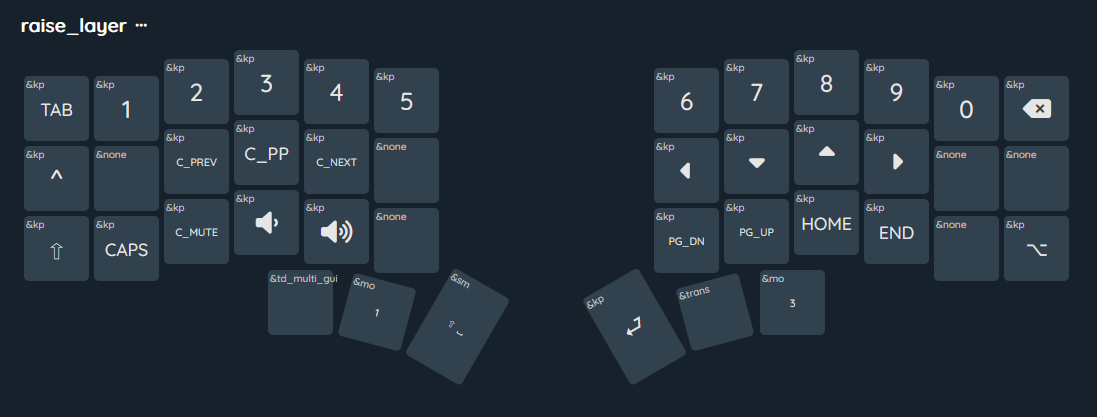 raise_layer ···
&kp TAB
&kp 1
&kp 2
&kp 3
&kp 4
&kp 5
&kp 6
&kp 7
&kp 8
&kp 9
&kp 0
&kp ⌫
&kp ^
&none
&kp C_PREV
&kp C_PP
&kp C_NEXT
&none
&kp
&kp
&kp
&kp
&none
&none
&kp ⇧
&kp CAPS
&kp C_MUTE
&kp
&kp
&none
&kp PG_DN
&kp PG_UP
&kp HOME
&kp END
&none
&kp ⌥
&td_multi_gui
&mo 1
&sm ⇧ ⎵
&kp
&trans
&mo 3